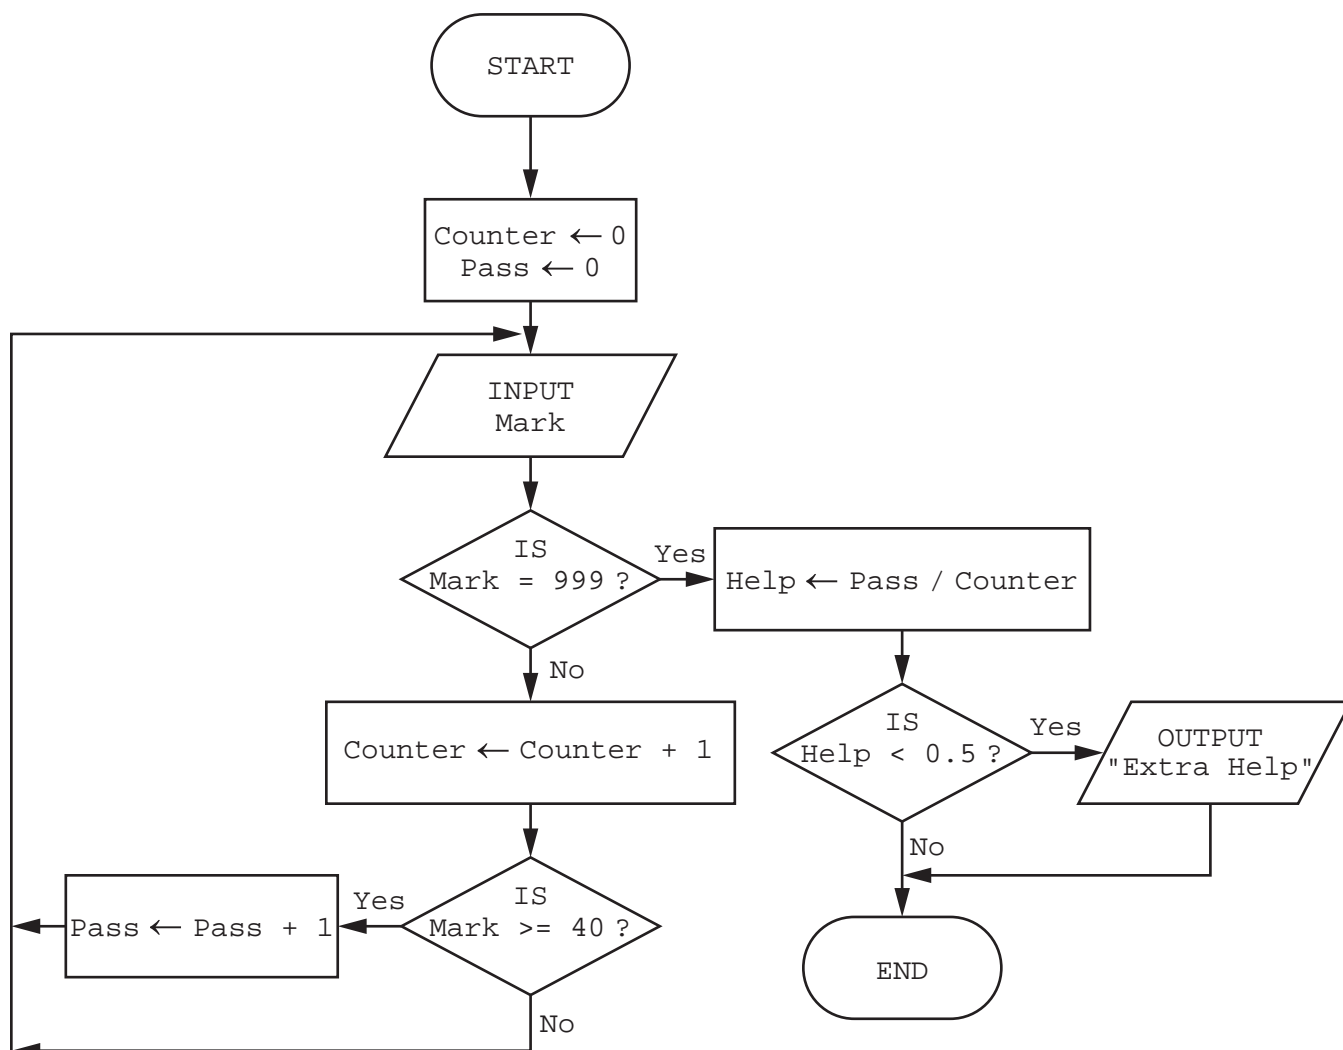 START
Counter ← 0
Pass ← 0
INPUT
Mark
IS
Mark = 999 ?
Yes
No
Help ← Pass / Counter
Counter ← Counter + 1
IS
Help < 0.5 ?
Yes
No
OUTPUT
"Extra Help"
IS
Mark >= 40 ?
Yes
No
Pass ← Pass + 1
END